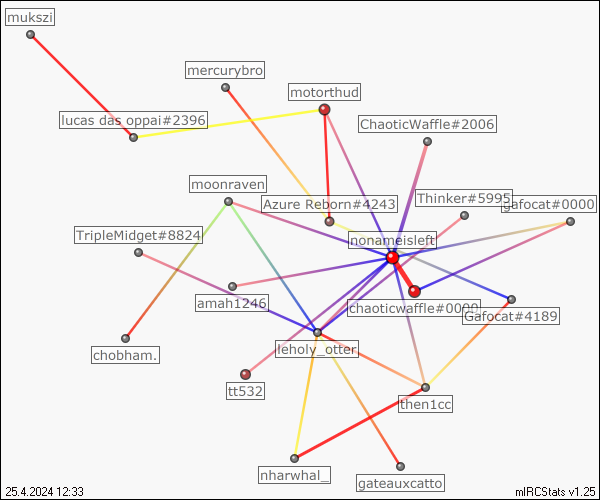 mukszi
mercurybro
motorthud
lucas das oppai#2396
ChaoticWaffle#2006
moonraven
Thinker#5995
Azure Reborn#4243
gafocat#0000
TripleMidget#8824
nonameisleft
amah1246
chaoticwaffle#0000
Gafocat#4189
chobham.
leholy_otter
tt532
then1cc
nharwhal_
gateauxcatto
25.4.2024 12:33
mIRCStats v1.25